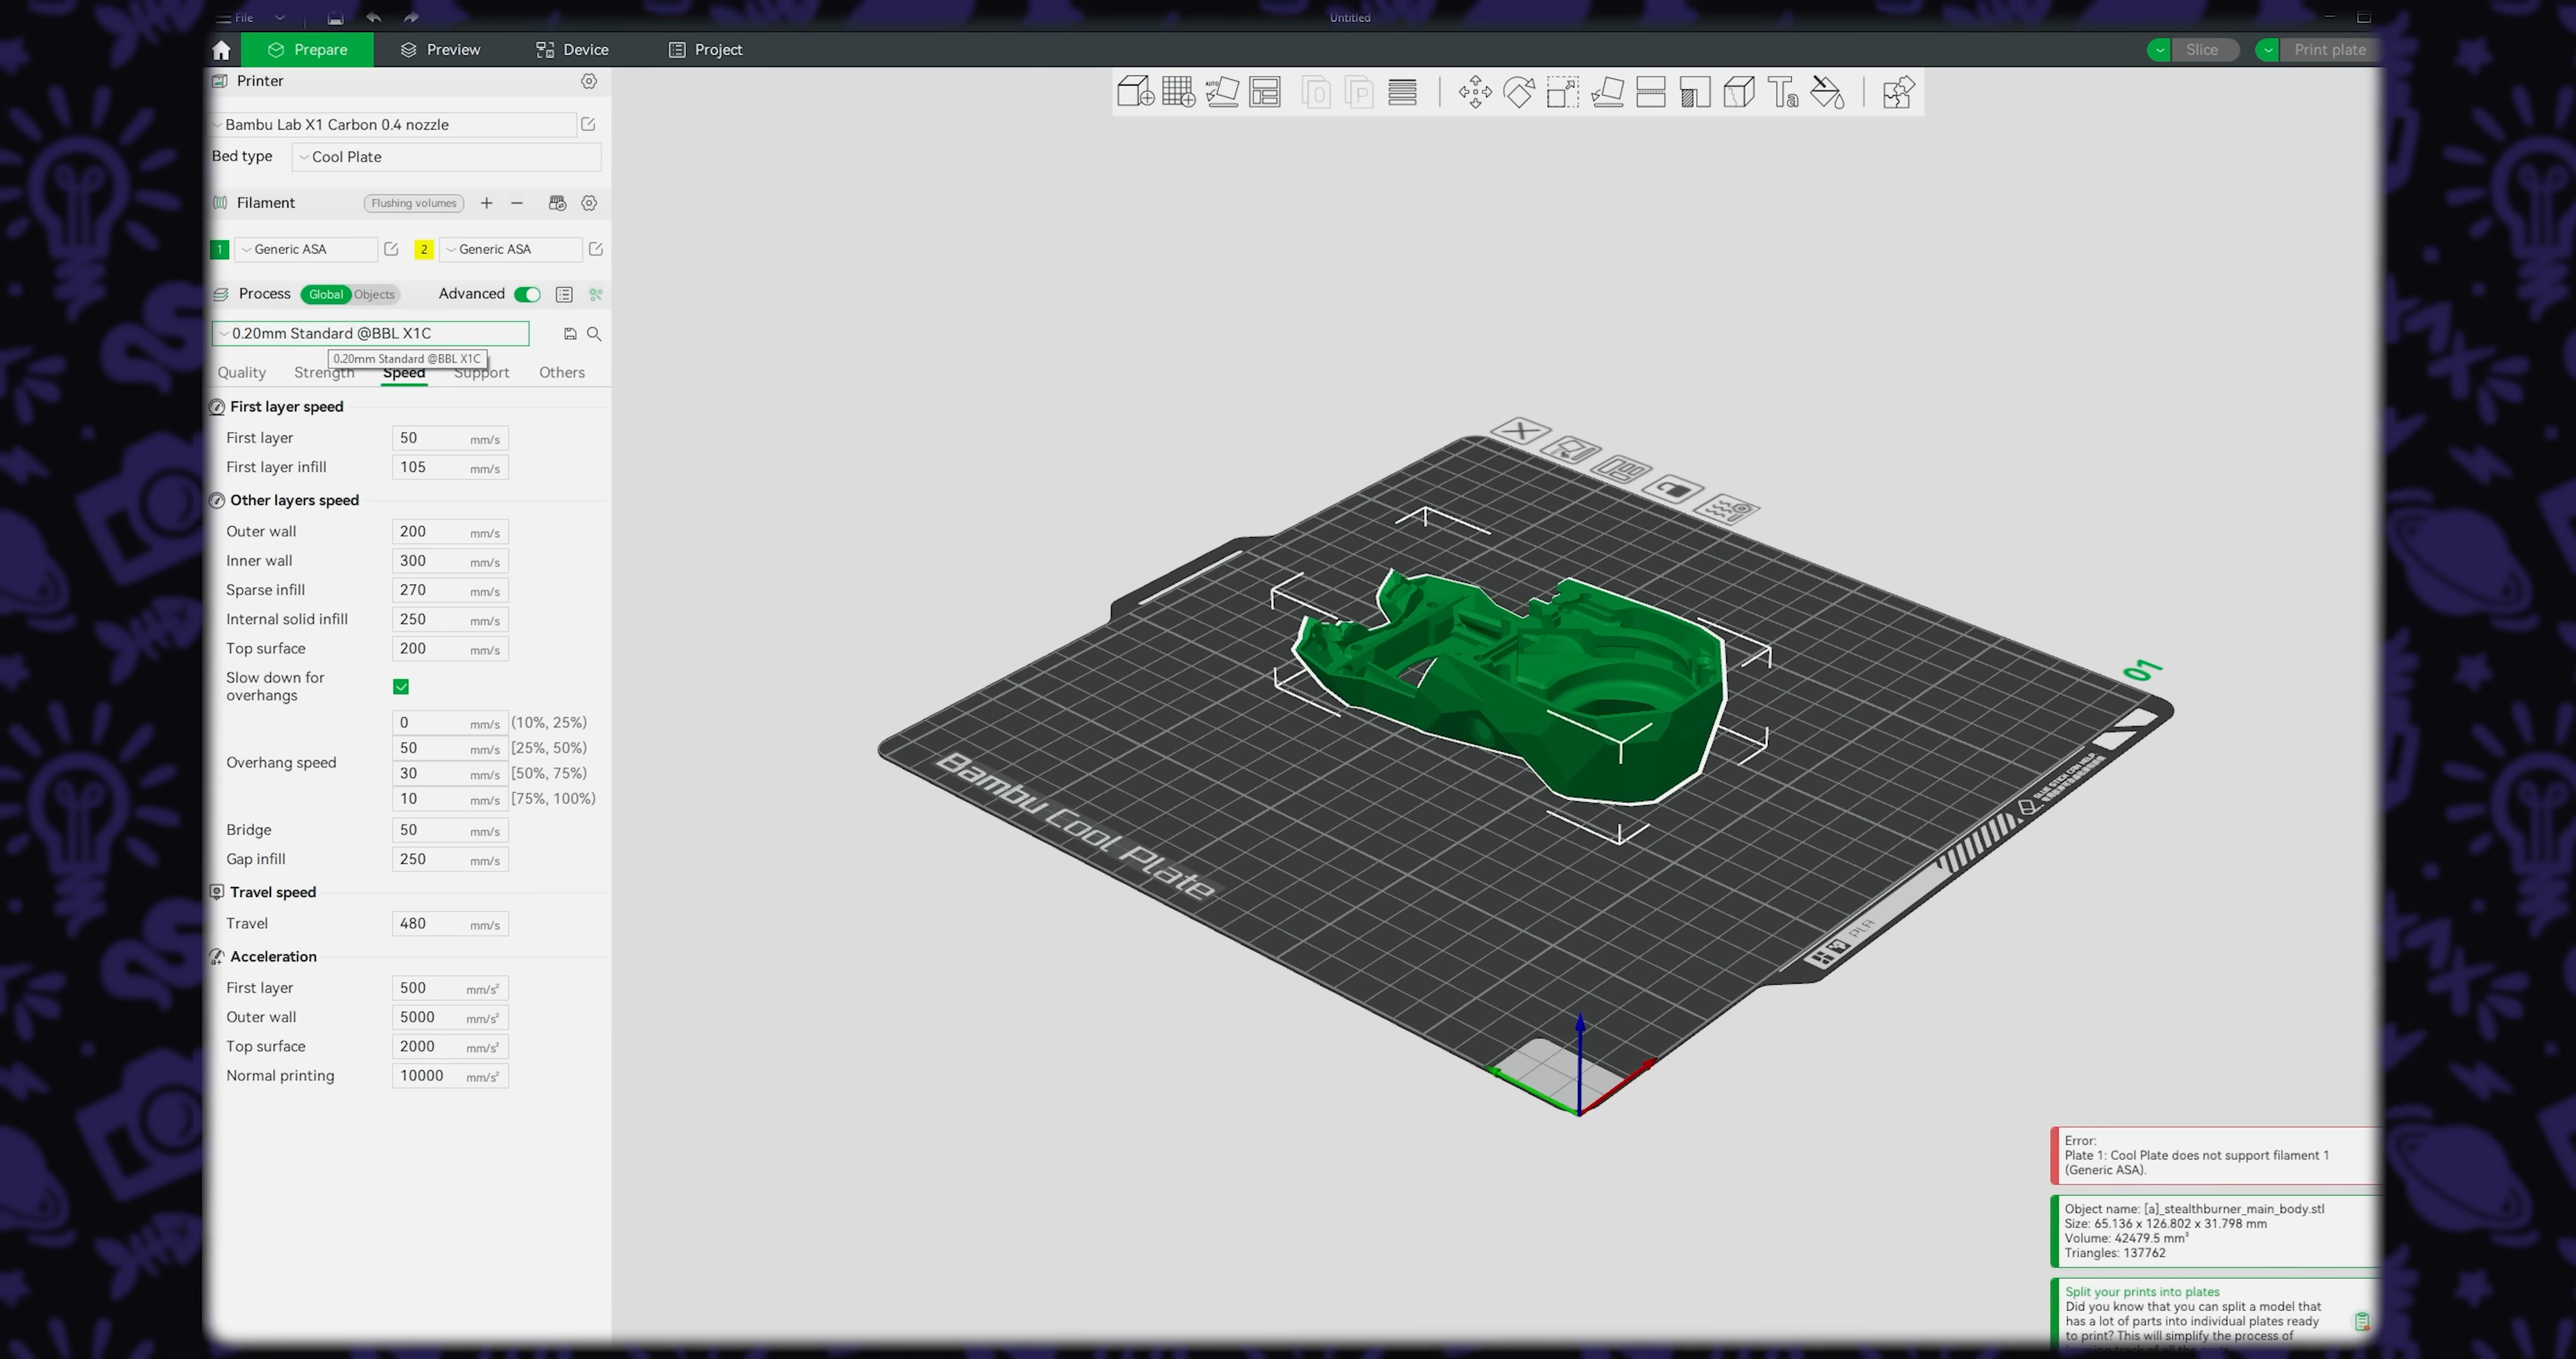 File
Untitled
Prepare
Preview
Device
Project
Slice
Print plate
Printer
Bambu Lab X1 Carbon 0.4 nozzle
Bed type
Cool Plate
Filament
Flushing volumes
1
Generic ASA
2
Generic ASA
Process
Global
Objects
Advanced
0.20mm Standard @BBL X1C
0.20mm Standard @BBL X1C
Quality
Strength
Speed
Support
Others
First layer speed
First layer 50 mm/s
First layer infill 105 mm/s
Other layers speed
Outer wall 200 mm/s
Inner wall 300 mm/s
Sparse infill 270 mm/s
Internal solid infill 250 mm/s
Top surface 200 mm/s
Slow down for
overhangs
Overhang speed
0 mm/s (10%, 25%)
50 mm/s [25%, 50%)
30 mm/s [50%, 75%)
10 mm/s [75%, 100%)
Bridge 50 mm/s
Gap infill 250 mm/s
Travel speed
Travel 480 mm/s
Acceleration
First layer 500 mm/s²
Outer wall 5000 mm/s²
Top surface 2000 mm/s²
Normal printing 10000 mm/s²
AUTO
O
P
Ta
01
Bambu Cool Plate
PLA
Error:
Plate 1: Cool Plate does not support filament 1
(Generic ASA).
Object name: [a]_stealthburner_main_body.stl
Size: 65.136 x 126.802 x 31.798 mm
Volume: 42479.5 mm³
Triangles: 137762
Split your prints into plates
Did you know that you can split a model that
has a lot of parts into individual plates ready
to print? This will simplify the process of